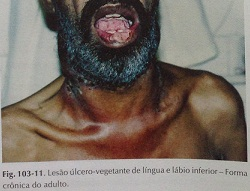 Fig. 103-11. Lesão úlcero-vegetante de língua e lábio inferior – Forma
crônica do adulto.